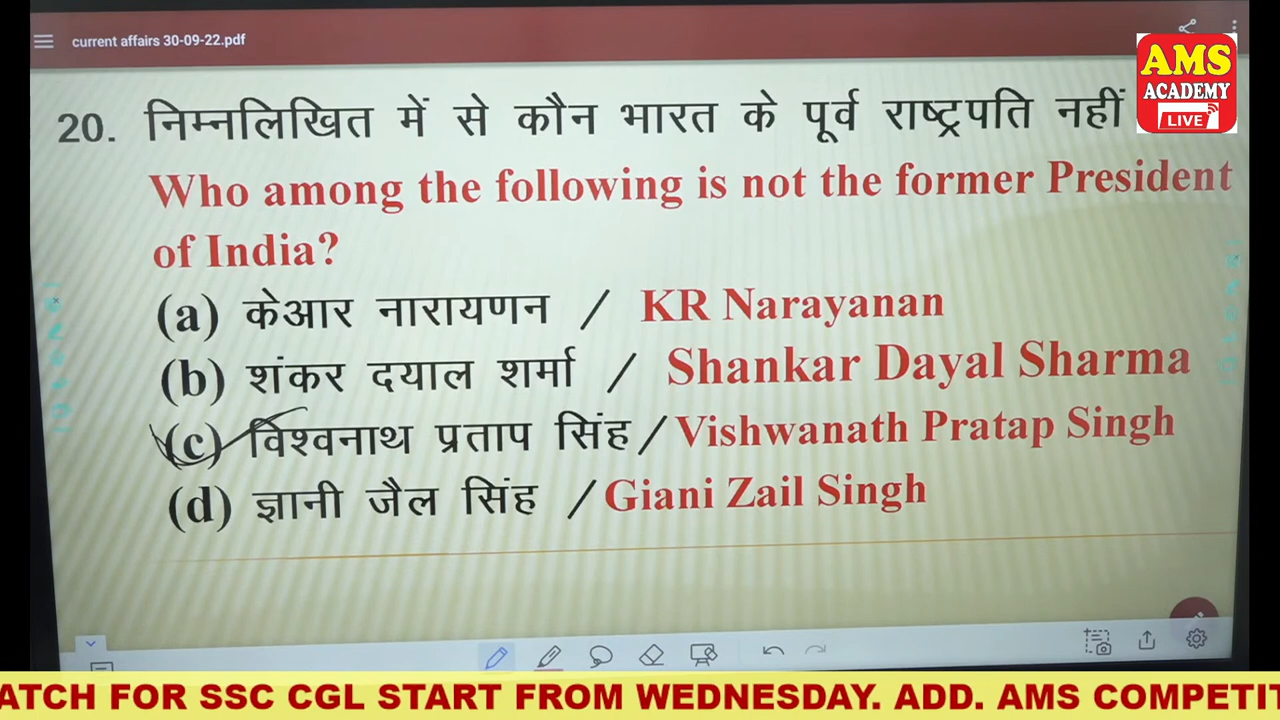 current affairs 30-09-22.pdf
AMS
ACADEMY
LIVE
20. निम्नलिखित में से कौन भारत के पूर्व राष्ट्रपति नहीं
Who among the following is not the former President
of India?
(a) केआर नारायणन / KR Narayanan
(b) शंकर दयाल शर्मा / Shankar Dayal Sharma
(c) विश्वनाथ प्रताप सिंह/ Vishwanath Pratap Singh
(d) ज्ञानी जैल सिंह / Giani Zail Singh
ATCH FOR SSC CGL START FROM WEDNESDAY. ADD. AMS COMPETIT